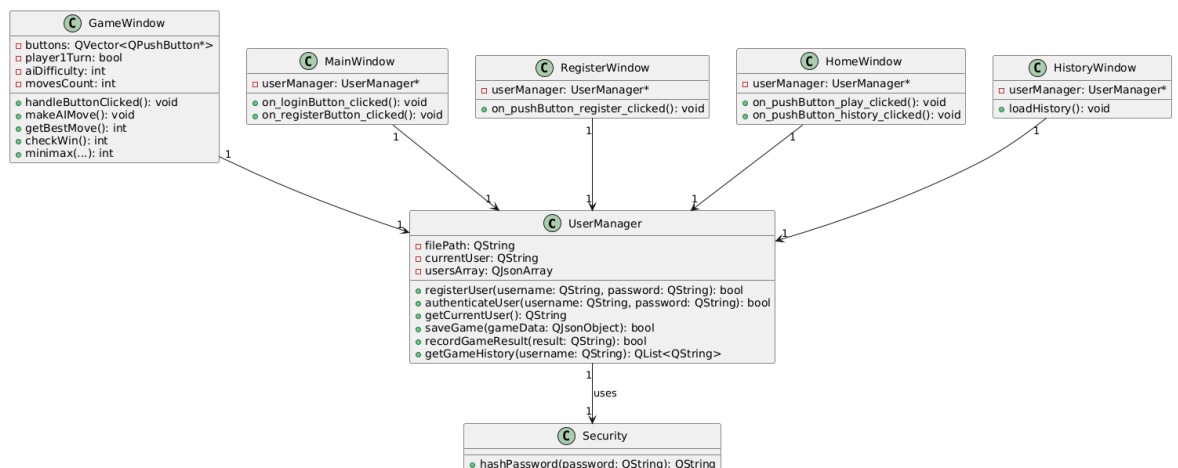 C GameWindow
buttons: QVector<QPushButton*>
player1Turn: bool
aiDifficulty: int
movesCount: int
handleButtonClicked(): void
makeAIMove(): void
getBestMove(): int
checkWin(): int
minimax(...): int
C MainWindow
userManager: UserManager*
on_loginButton_clicked(): void
on_registerButton_clicked(): void
C RegisterWindow
userManager: UserManager*
on_pushButton_register_clicked(): void
C HomeWindow
userManager: UserManager*
on_pushButton_play_clicked(): void
on_pushButton_history_clicked(): void
C HistoryWindow
userManager: UserManager*
loadHistory(): void
1
1
1
1
1
1
1
1
1
1
C UserManager
filePath: QString
currentUser: QString
usersArray: QJsonArray
registerUser(username: QString, password: QString): bool
authenticateUser(username: QString, password: QString): bool
getCurrentUser(): QString
saveGame(gameData: QJsonObject): bool
recordGameResult(result: QString): bool
getGameHistory(username: QString): QList<QString>
1
uses
1
C Security
hashPassword(password: QString): QString